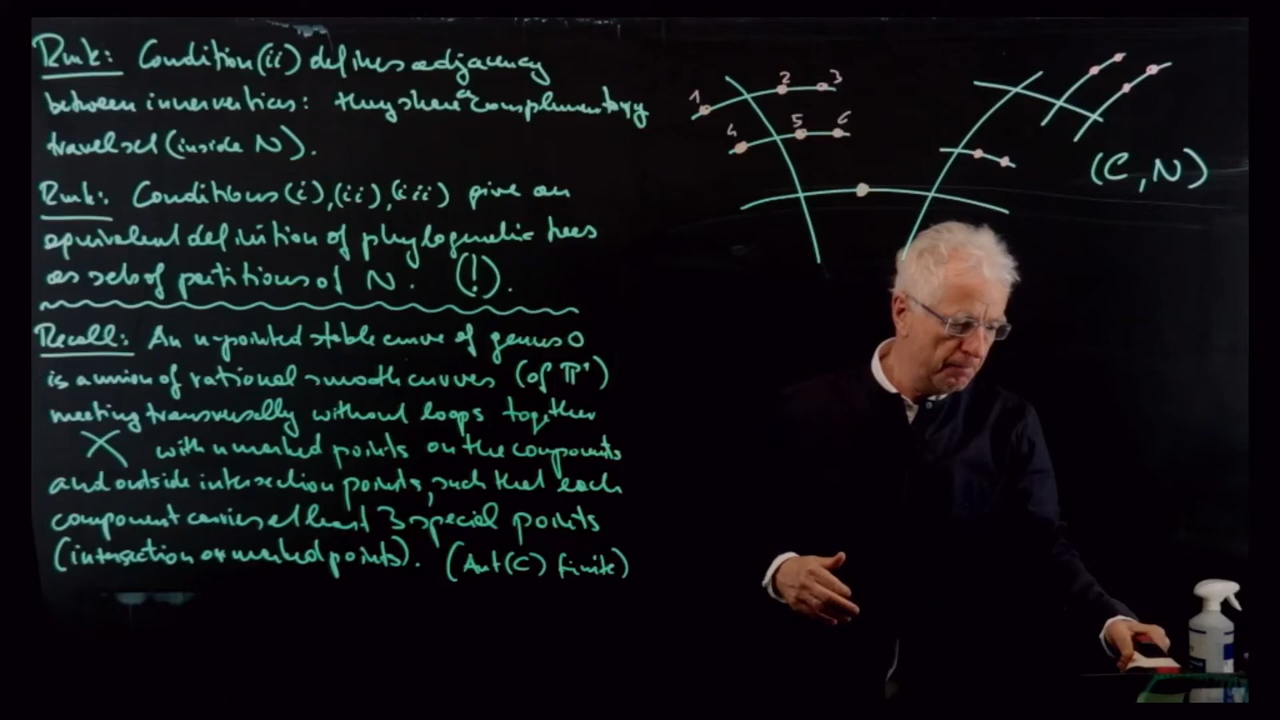 Rmk: Condition (ii) defines adjacency
between inner vertices: they share a complementary
travel set (inside N).
Rmk: Conditions (i), (ii), (iii) give an
equivalent definition of phylogenetic trees
as sets of partitions of N. (!).
Recall: An n-pointed stable curve of genus 0
is a union of rational smooth curves (of ℙ¹)
meeting transversally without loops together
with n marked points on the components
and outside intersection points, such that each
component carries at least 3 special points
(intersection or marked points). (Aut(C) finite)
1 2 3
4 5 6
(C, N)